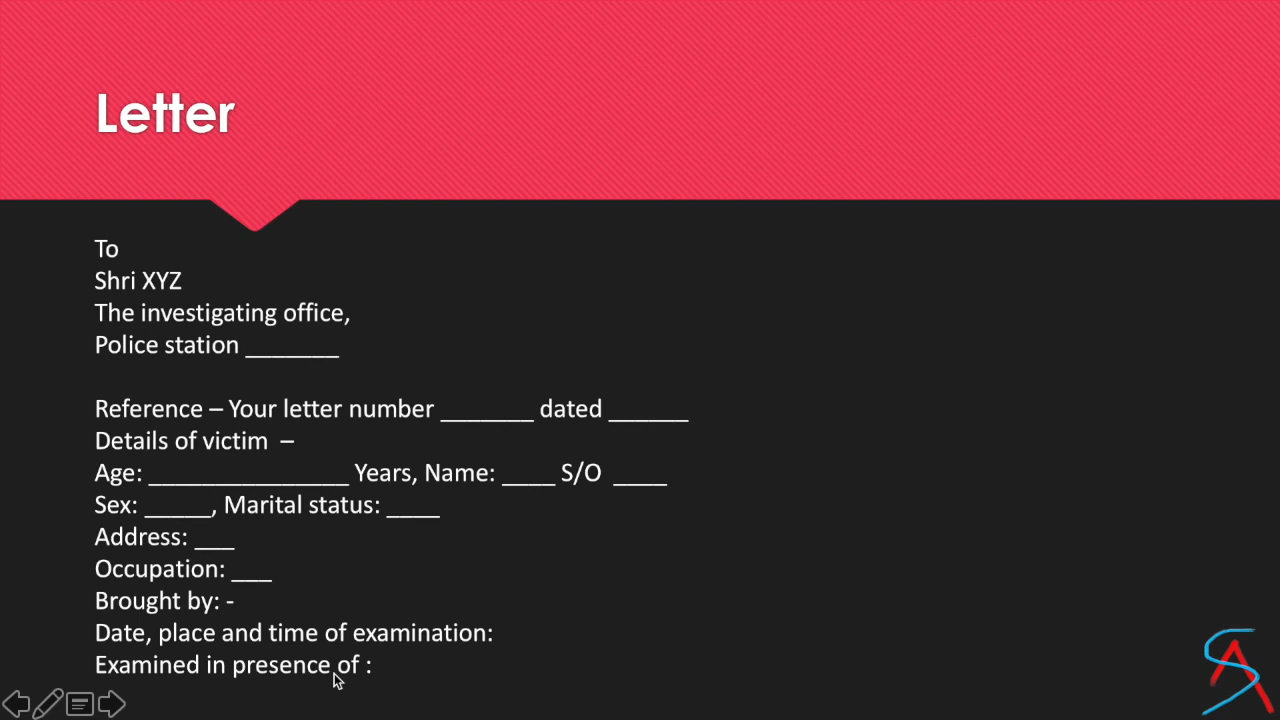 Letter
To
Shri XYZ
The investigating office,
Police station _______
Reference – Your letter number _______ dated ______
Details of victim  –
Age: _______________ Years, Name: ____ S/O  ____
Sex: _____, Marital status: ____
Address: ___
Occupation: ___
Brought by: -
Date, place and time of examination:
Examined in presence of :